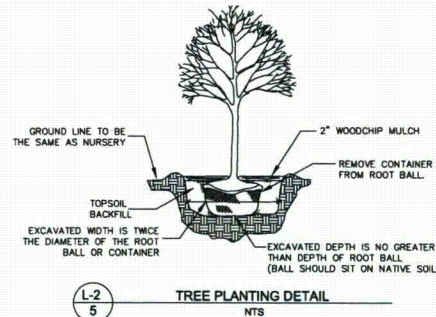 GROUND LINE TO BE
THE SAME AS NURSERY
2" WOODCHIP MULCH
REMOVE CONTAINER
FROM ROOT BALL.
TOPSOIL
BACKFILL
EXCAVATED WIDTH IS TWICE
THE DIAMETER OF THE ROOT
BALL OR CONTAINER
EXCAVATED DEPTH IS NO GREATER
THAN DEPTH OF ROOT BALL
(BALL SHOULD SIT ON NATIVE SOIL
L-2
5
TREE PLANTING DETAIL
NTS